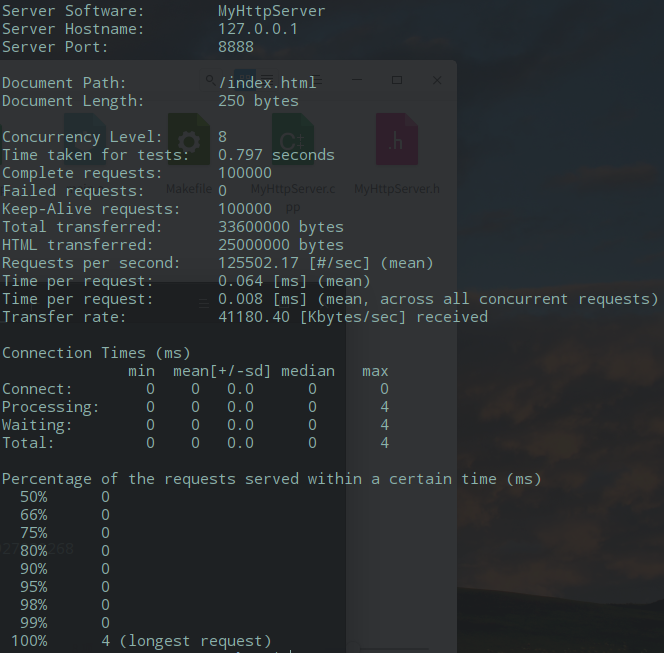 Server Software:        MyHttpServer
Server Hostname:        127.0.0.1
Server Port:            8888

Document Path:          /index.html
Document Length:        250 bytes

Concurrency Level:      8
Time taken for tests:   0.797 seconds
Complete requests:      100000
Failed requests:        0
Keep-Alive requests:    100000
Total transferred:      33600000 bytes
HTML transferred:       25000000 bytes
Requests per second:    125502.17 [#/sec] (mean)
Time per request:       0.064 [ms] (mean)
Time per request:       0.008 [ms] (mean, across all concurrent requests)
Transfer rate:          41180.40 [Kbytes/sec] received

Connection Times (ms)
              min  mean[+/-sd] median   max
Connect:        0    0   0.0      0       0
Processing:     0    0   0.0      0       4
Waiting:        0    0   0.0      0       4
Total:          0    0   0.0      0       4

Percentage of the requests served within a certain time (ms)
  50%      0
  66%      0
  75%      0
  80%      0
  90%      0
  95%      0
  98%      0
  99%      0
 100%      4 (longest request)
Makefile
MyHttpServer.c
pp
MyHttpServer.h
.h